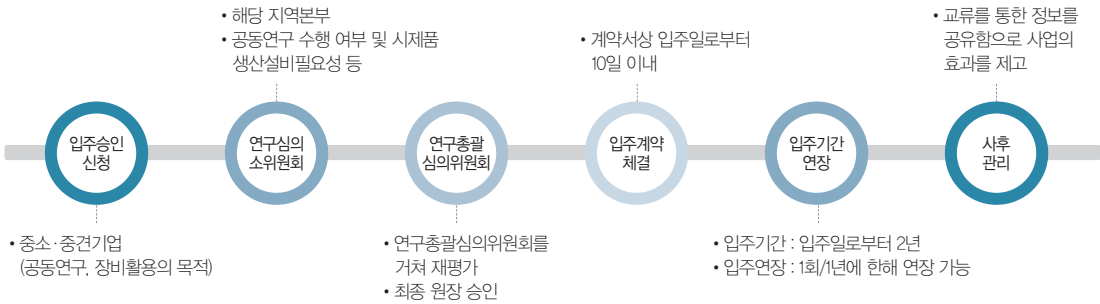 • 해당 지역본부
• 공동연구 수행 여부 및 시제품
생산설비필요성 등
• 계약서상 입주일로부터
10일 이내
• 교류를 통한 정보를
공유함으로 사업의
효과를 제고
입주승인
신청
연구심의
소위원회
연구총괄
심의위원회
입주계약
체결
입주기간
연장
사후
관리
• 중소·중견기업
(공동연구, 장비활용의 목적)
• 연구총괄심의위원회를
거쳐 재평가
• 최종 원장 승인
• 입주기간 : 입주일로부터 2년
• 입주연장 : 1회/1년에 한해 연장 가능